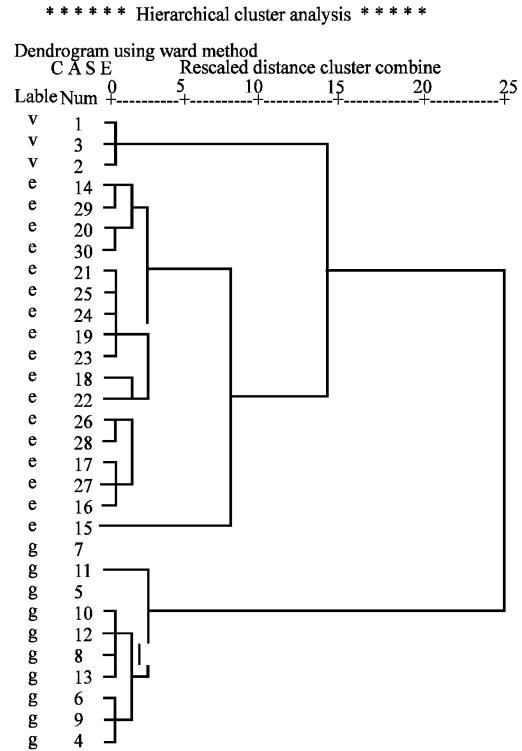 * * * * * * Hierarchical cluster analysis * * * * *
Dendrogram using ward method
C A S E Rescaled distance cluster combine
Lable Num 0 5 10 15 20 25
v 1
v 3
v 2
e 14
e 29
e 20
e 30
e 21
e 25
e 24
e 19
e 23
e 18
e 22
e 26
e 28
e 17
e 27
e 16
e 15
g 7
g 11
g 5
g 10
g 12
g 8
g 13
g 6
g 9
g 4